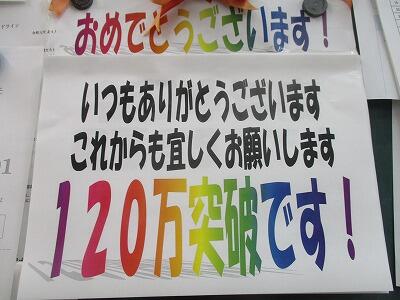 おめでとうございます！
いつもありがとうございます
これからも宜しくお願いします
１２０万突破です！